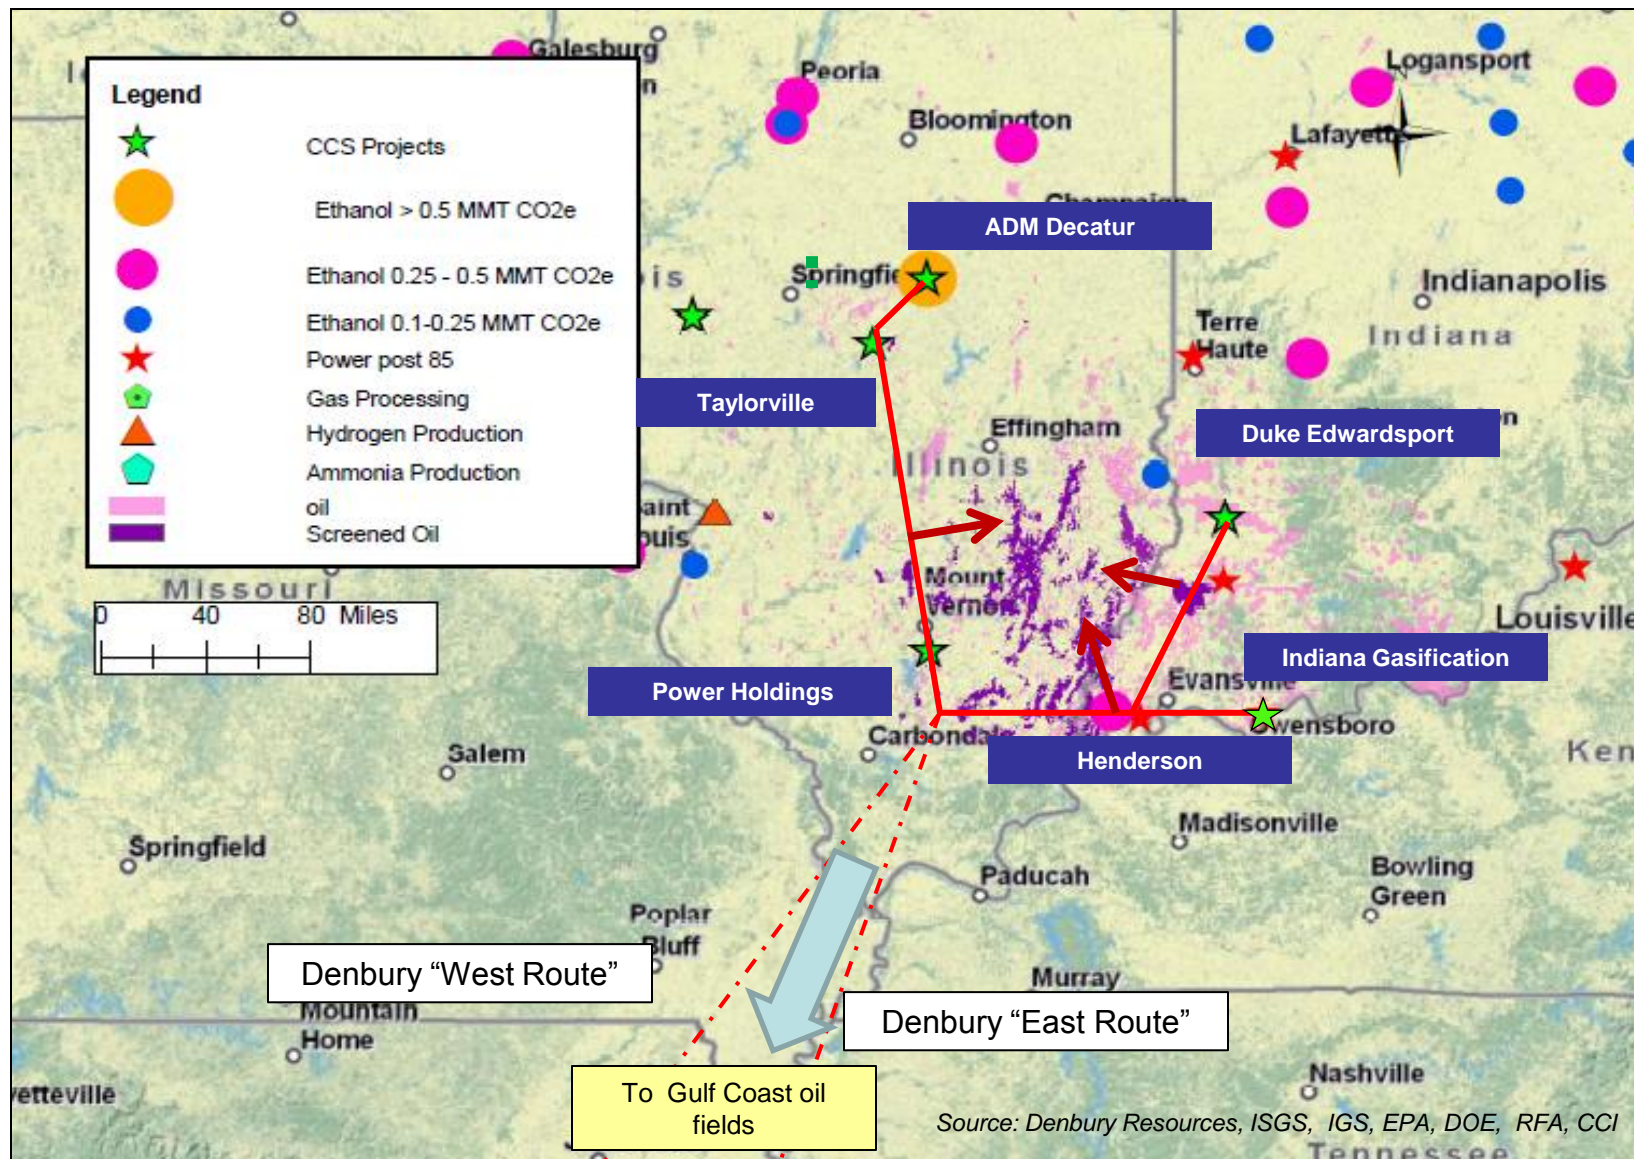 Galesburg
Peoria
Logansport
Legend
Bloomington
Lafayette
CCS Projects
Ethanol > 0.5 MMT CO2e
ADM Decatur
Ethanol 0.25 - 0.5 MMT CO2e
Indianapolis
Ethanol 0.1-0.25 MMT CO2e
Terre
Haute
Indiana
Power post 85
Gas Processing
Taylorville
Hydrogen Production
Effingham
Duke Edwardsport
Illinois
Ammonia Production
oil
Screened Oil
Missouri
Mount
Vernon
0 40 80 Miles
Louisville
Indiana Gasification
Power Holdings
Evansville
Owensboro
Carbondale
Salem
Henderson
Madisonville
Springfield
Paducah
Bowling
Green
Poplar
Bluff
Denbury “West Route”
Murray
Mountain
Home
Denbury “East Route”
To Gulf Coast oil
fields
Nashville
Source: Denbury Resources, ISGS, IGS, EPA, DOE, RFA, CCI
Tennessee